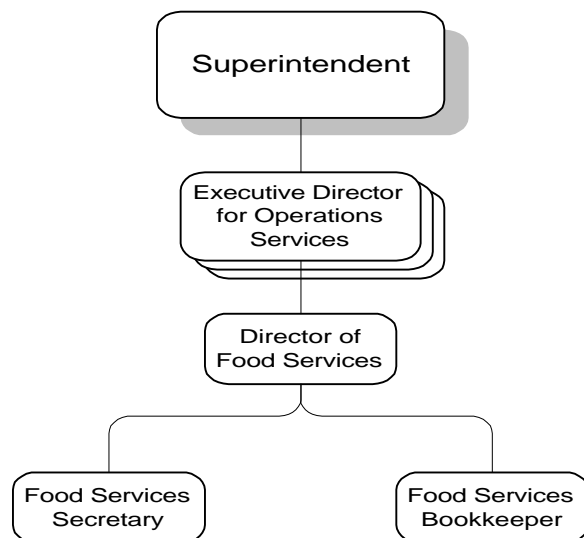 Superintendent
Executive Director
for Operations
Services
Director of
Food Services
Food Services
Secretary
Food Services
Bookkeeper